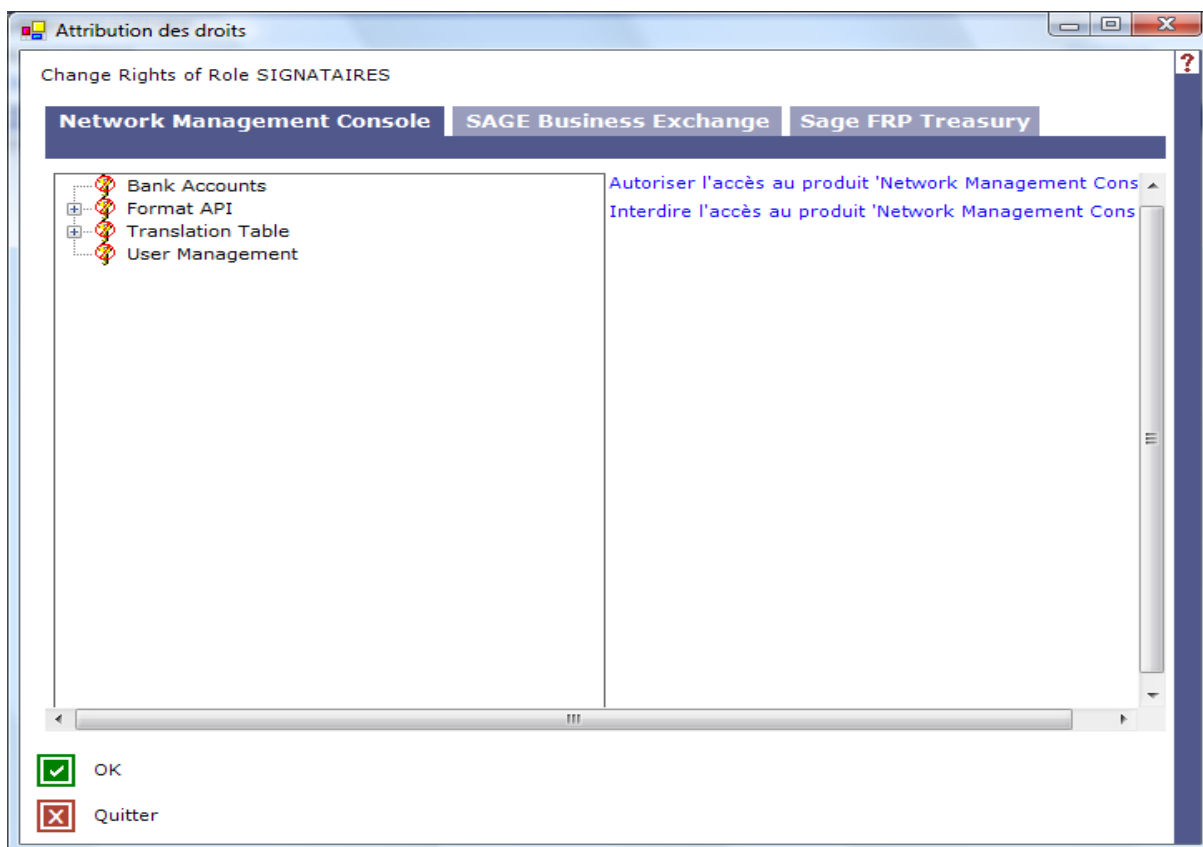 Attribution des droits
Change Rights of Role SIGNATAIRES
?
Network Management Console SAGE Business Exchange Sage FRP Treasury
Bank Accounts
Format API
Translation Table
User Management
Autoriser l'accès au produit 'Network Management Cons
Interdire l'accès au produit 'Network Management Cons
OK
Quitter